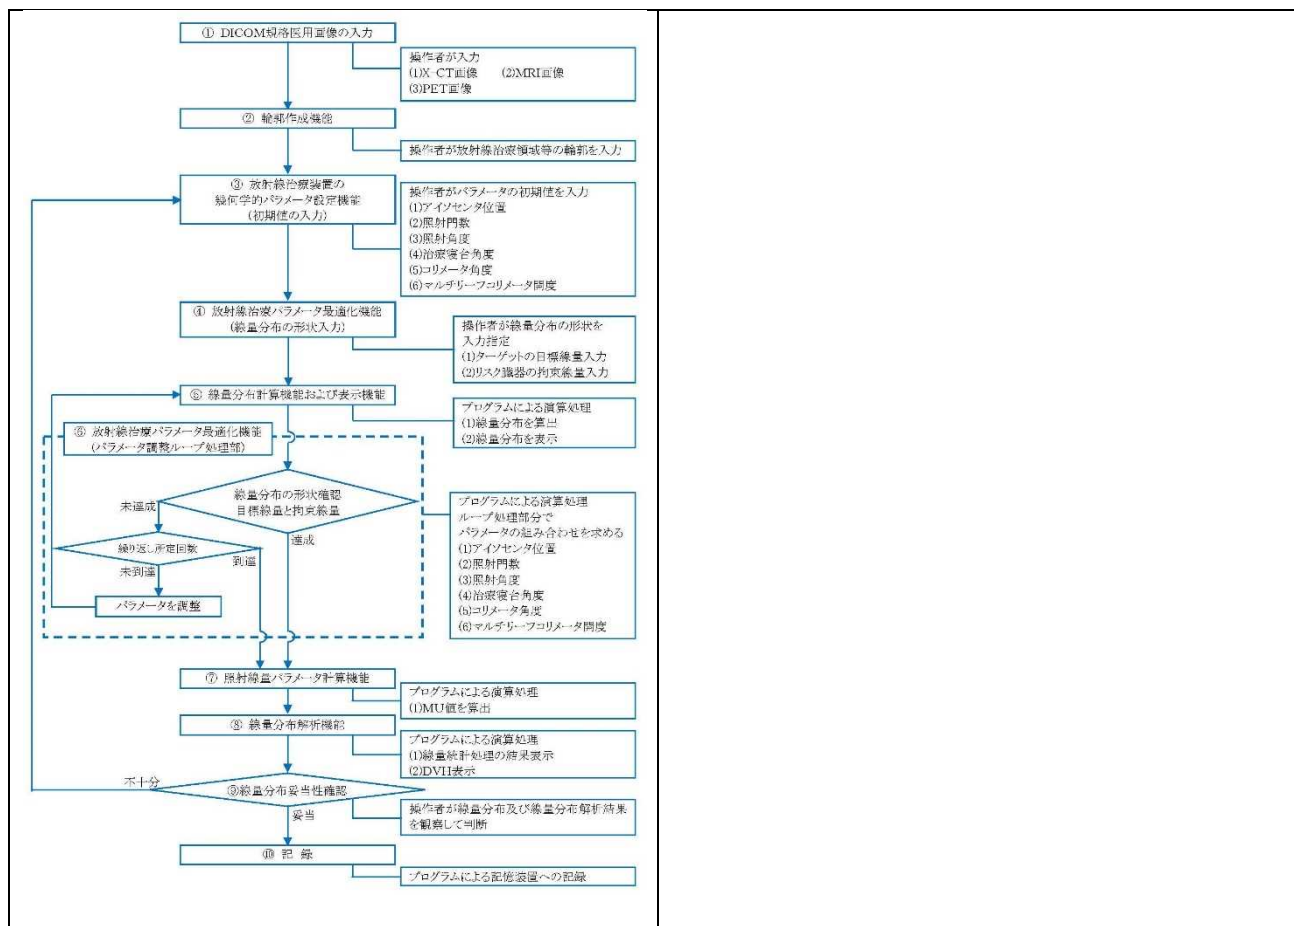 ① DICOM規格医用画像の入力
操作者が入力
(1)X-CT画像 (2)MRI画像
(3)PET画像
② 輪郭作成機能
操作者が放射線治療領域等の輪郭を入力
③ 放射線治療装置の
幾何学的パラメータ設定機能
(初期値の入力)
操作者がパラメータの初期値を入力
(1)アイソセンタ位置
(2)照射門数
(3)照射角度
(4)治療寝台角度
(5)コリメータ角度
(6)マルチリーフコリメータ開度
④ 放射線治療パラメータ最適化機能
(線量分布の形状入力)
操作者が線量分布の形状を
入力指定
(1)ターゲットの目標線量入力
(2)リスク臓器の拘束線量入力
⑤ 線量分布計算機能および表示機能
プログラムによる演算処理
(1)線量分布を算出
(2)線量分布を表示
⑥ 放射線治療パラメータ最適化機能
(パラメータ調整ループ処理部)
線量分布の形状確認
目標線量と拘束線量
未達成
達成
繰り返し所定回数
到達
未到達
パラメータを調整
プログラムによる演算処理
ループ処理部分で
パラメータの組み合わせを求める
(1)アイソセンタ位置
(2)照射門数
(3)照射角度
(4)治療寝台角度
(5)コリメータ角度
(6)マルチリーフコリメータ開度
⑦ 照射線量パラメータ計算機能
プログラムによる演算処理
(1)MU値を算出
⑧ 線量分布解析機能
プログラムによる演算処理
(1)線量統計処理の結果表示
(2)DVH表示
不十分
⑨線量分布妥当性確認
妥当
操作者が線量分布及び線量分布解析結果
を観察して判断
⑩ 記 録
プログラムによる記憶装置への記録